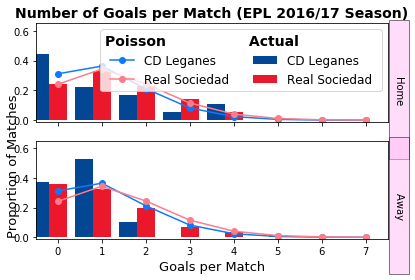 Number of Goals per Match (EPL 2016/17 Season)
Poisson Actual
CD Leganes CD Leganes
Real Sociedad Real Sociedad
0.6
0.4
0.2
0.0
Home
0.6
0.4
0.2
0.0
Away
0 1 2 3 4 5 6 7
Proportion of Matches
Goals per Match